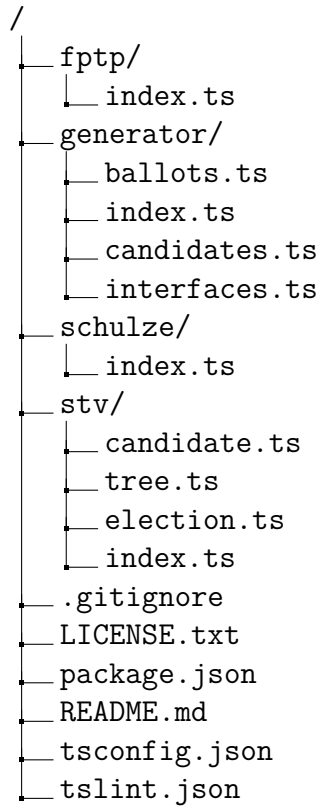 /
fptp/
index.ts
generator/
ballots.ts
index.ts
candidates.ts
interfaces.ts
schulze/
index.ts
stv/
candidate.ts
tree.ts
election.ts
index.ts
.gitignore
LICENSE.txt
package.json
README.md
tsconfig.json
tslint.json